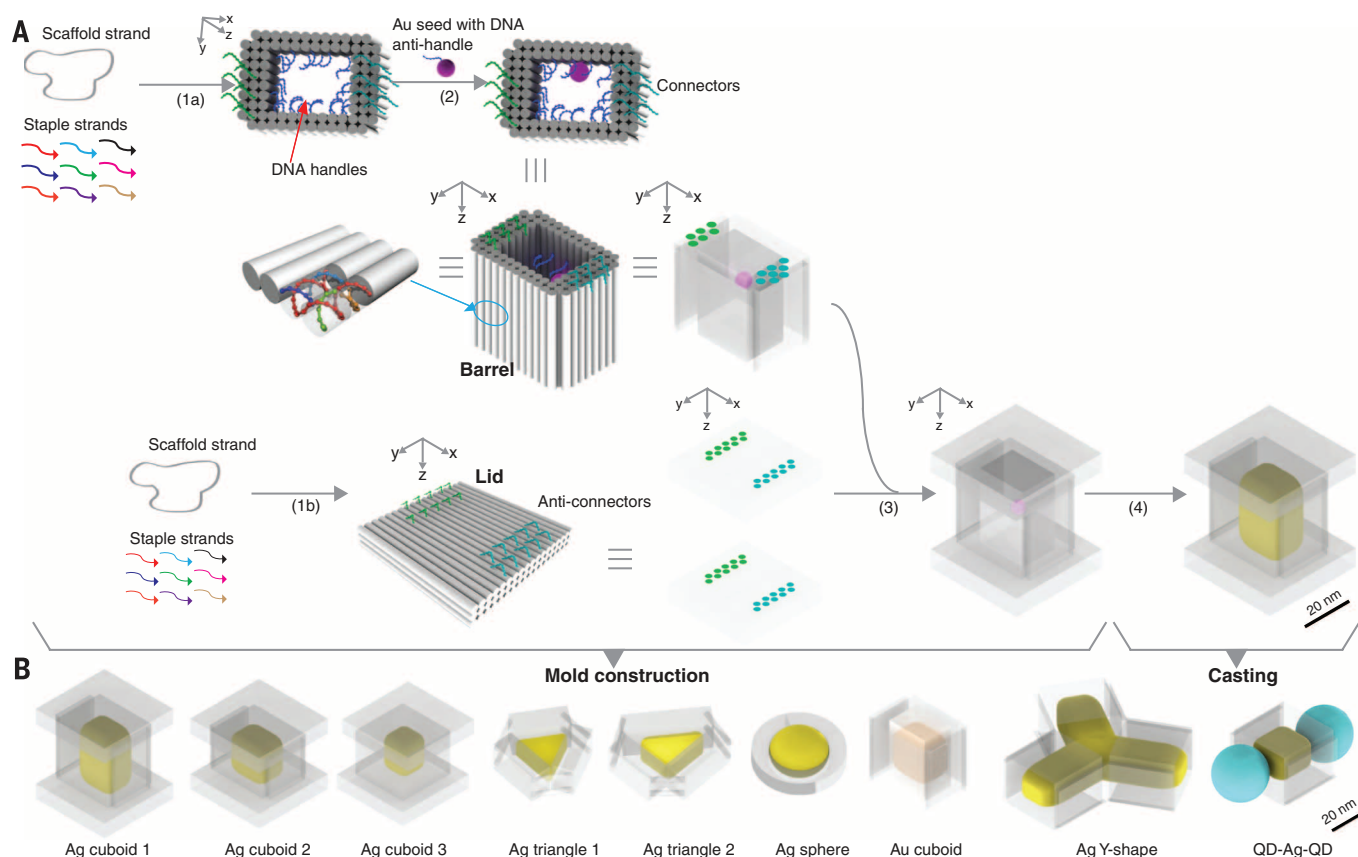 A
Scaffold strand
x
z
y
Au seed with DNA
anti-handle
(1a)
(2)
Connectors
Staple strands
DNA handles
y
x
z
y
x
z
Barrel
y
x
z
y
x
z
Scaffold strand
y
x
z
Lid
(1b)
Anti-connectors
(3)
(4)
Staple strands
20 nm
Mold construction
Casting
B
20 nm
Ag cuboid 1
Ag cuboid 2
Ag cuboid 3
Ag triangle 1
Ag triangle 2
Ag sphere
Au cuboid
Ag Y-shape
QD-Ag-QD